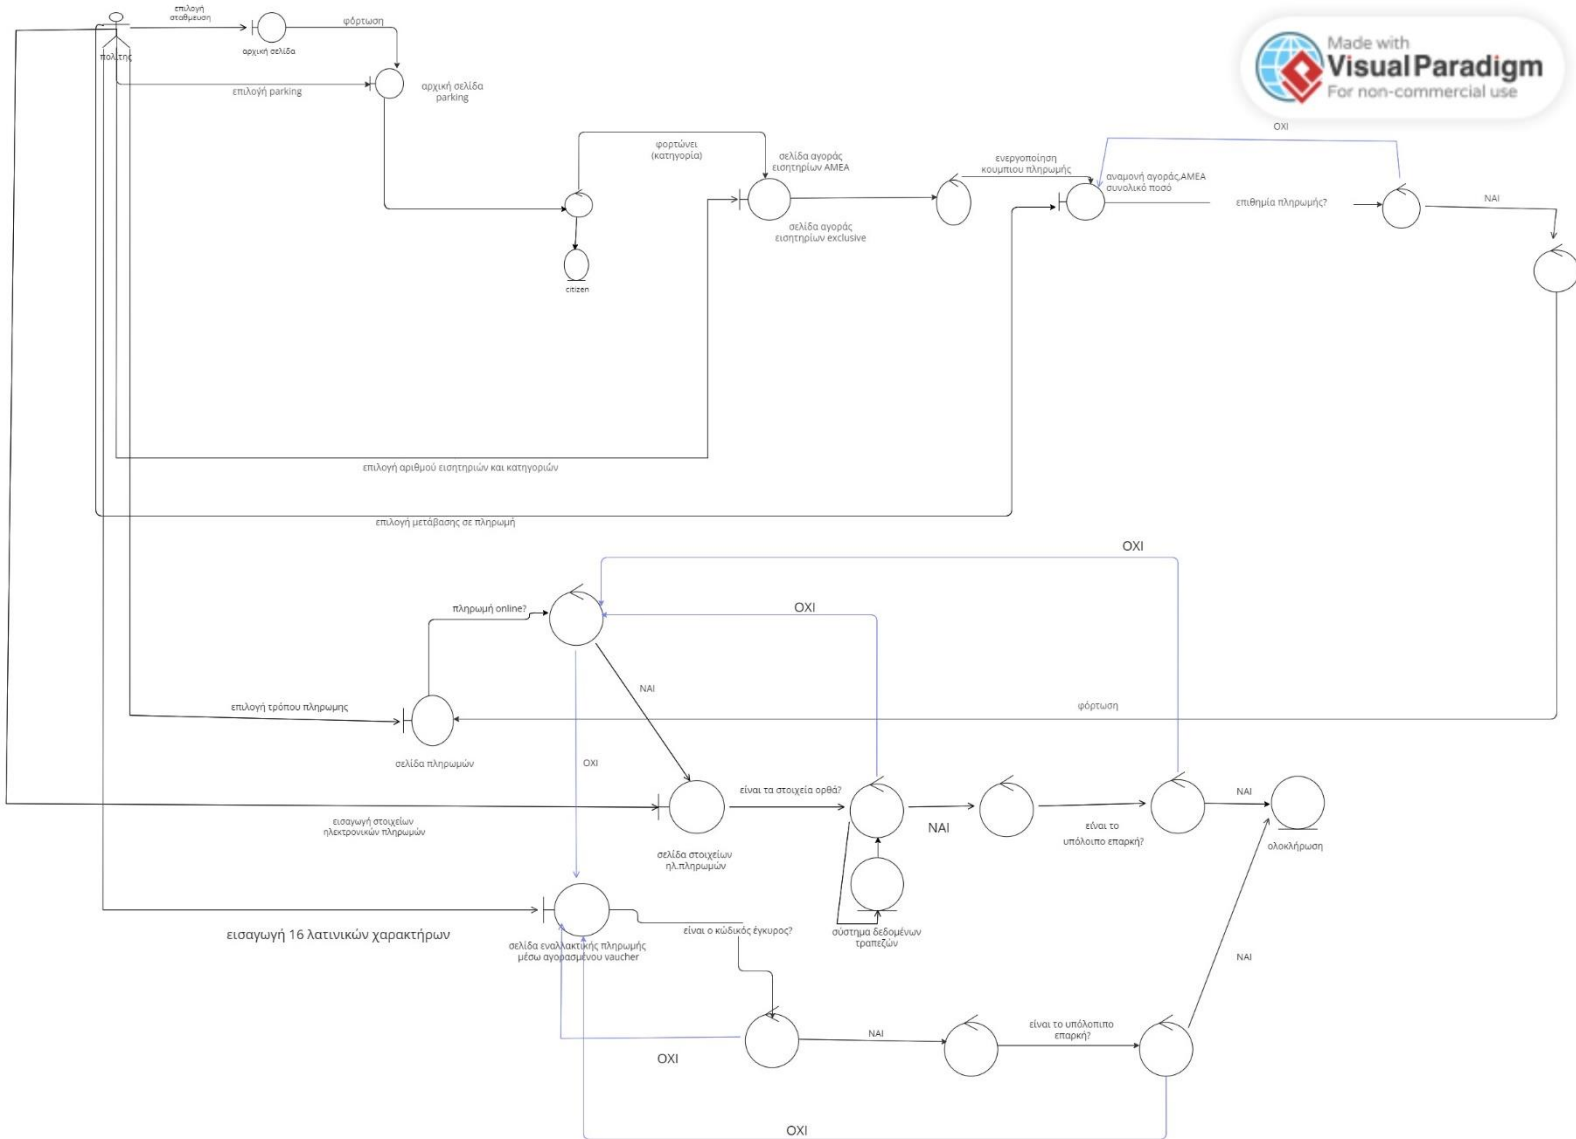 επιλογή
σταθμευση
φόρτωση
αρχική σελίδα
πολίτης
επιλογή parking
αρχική σελίδα
parking
Made with
Visual Paradigm
For non-commercial use
φορτώνει
(κατηγορία)
σελίδα αγοράς
εισητηρίων ΑΜΕΑ
σελίδα αγοράς
εισητηρίων exclusive
ενεργοποίηση
κουμπιου πληρωμής
αναμονή αγοράς,ΑΜΕΑ
συνολικό ποσό
ΟΧΙ
επιθημία πληρωμής?
ΝΑΙ
citizen
επιλογή αριθμού εισητηριών και κατηγοριών
επιλογή μετάβασης σε πληρωμή
ΟΧΙ
ΟΧΙ
πληρωμή online?
ΝΑΙ
επιλογή τρόπου πληρωμης
φόρτωση
σελίδα πληρωμών
ΟΧΙ
είναι τα στοιχεία ορθά?
ΝΑΙ
ΝΑΙ
εισαγωγή στοιχείων
ηλεκτρονικών πληρωμών
είναι το
υπόλοιπο επαρκή?
ολοκλήρωση
σελίδα στοιχείων
ηλ.πληρωμών
εισαγωγή 16 λατινικών χαρακτήρων
είναι ο κώδικός έγκυρος?
σύστημα δεδομένων
τραπεζών
σελίδα εναλλακτικής πληρωμής
μέσω αγορασμένου vaucher
ΝΑΙ
ΟΧΙ
ΝΑΙ
είναι το υπόλοπιπο
επαρκή?
ΟΧΙ